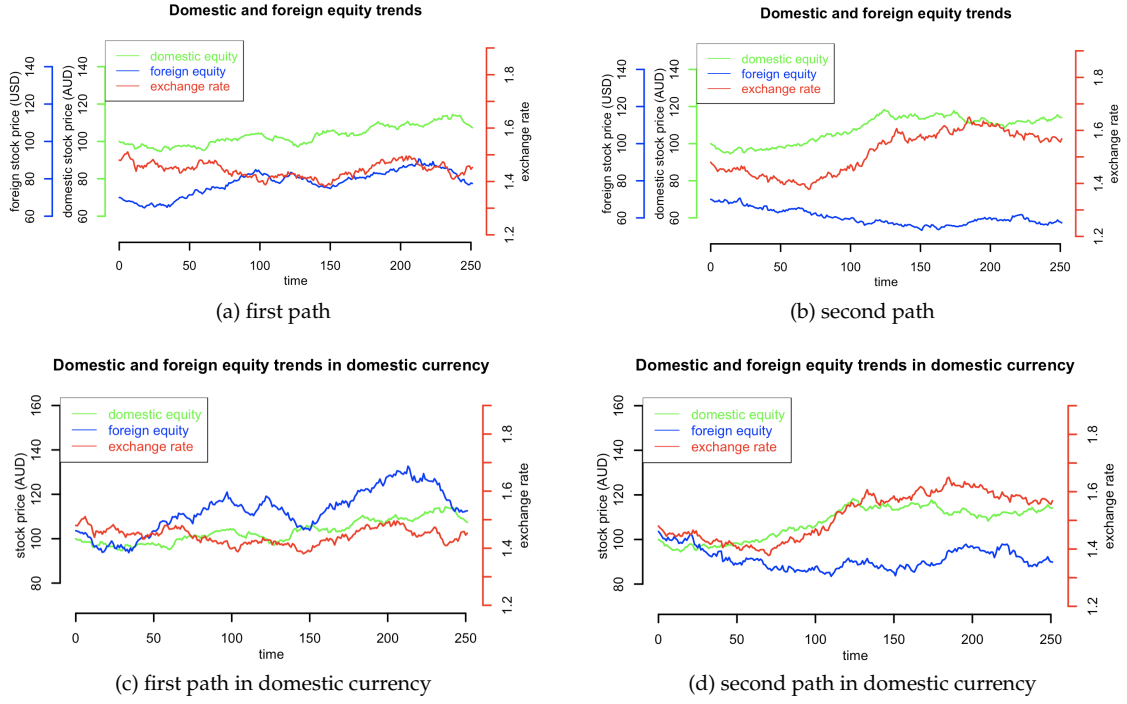 Domestic and foreign equity trends
domestic equity
foreign equity
exchange rate
foreign stock price (USD)
60 80 100 120 140
domestic stock price (AUD)
60 80 100 120 140
exchange rate
1.2 1.4 1.6 1.8
0 50 100 150 200 250
time
(a) first path
Domestic and foreign equity trends
domestic equity
foreign equity
exchange rate
foreign stock price (USD)
60 80 100 120 140
domestic stock price (AUD)
60 80 100 120 140
exchange rate
1.2 1.4 1.6 1.8
0 50 100 150 200 250
time
(b) second path
Domestic and foreign equity trends in domestic currency
domestic equity
foreign equity
exchange rate
stock price (AUD)
80 100 120 140 160
exchange rate
1.2 1.4 1.6 1.8
0 50 100 150 200 250
time
(c) first path in domestic currency
Domestic and foreign equity trends in domestic currency
domestic equity
foreign equity
exchange rate
stock price (AUD)
80 100 120 140 160
exchange rate
1.2 1.4 1.6 1.8
0 50 100 150 200 250
time
(d) second path in domestic currency